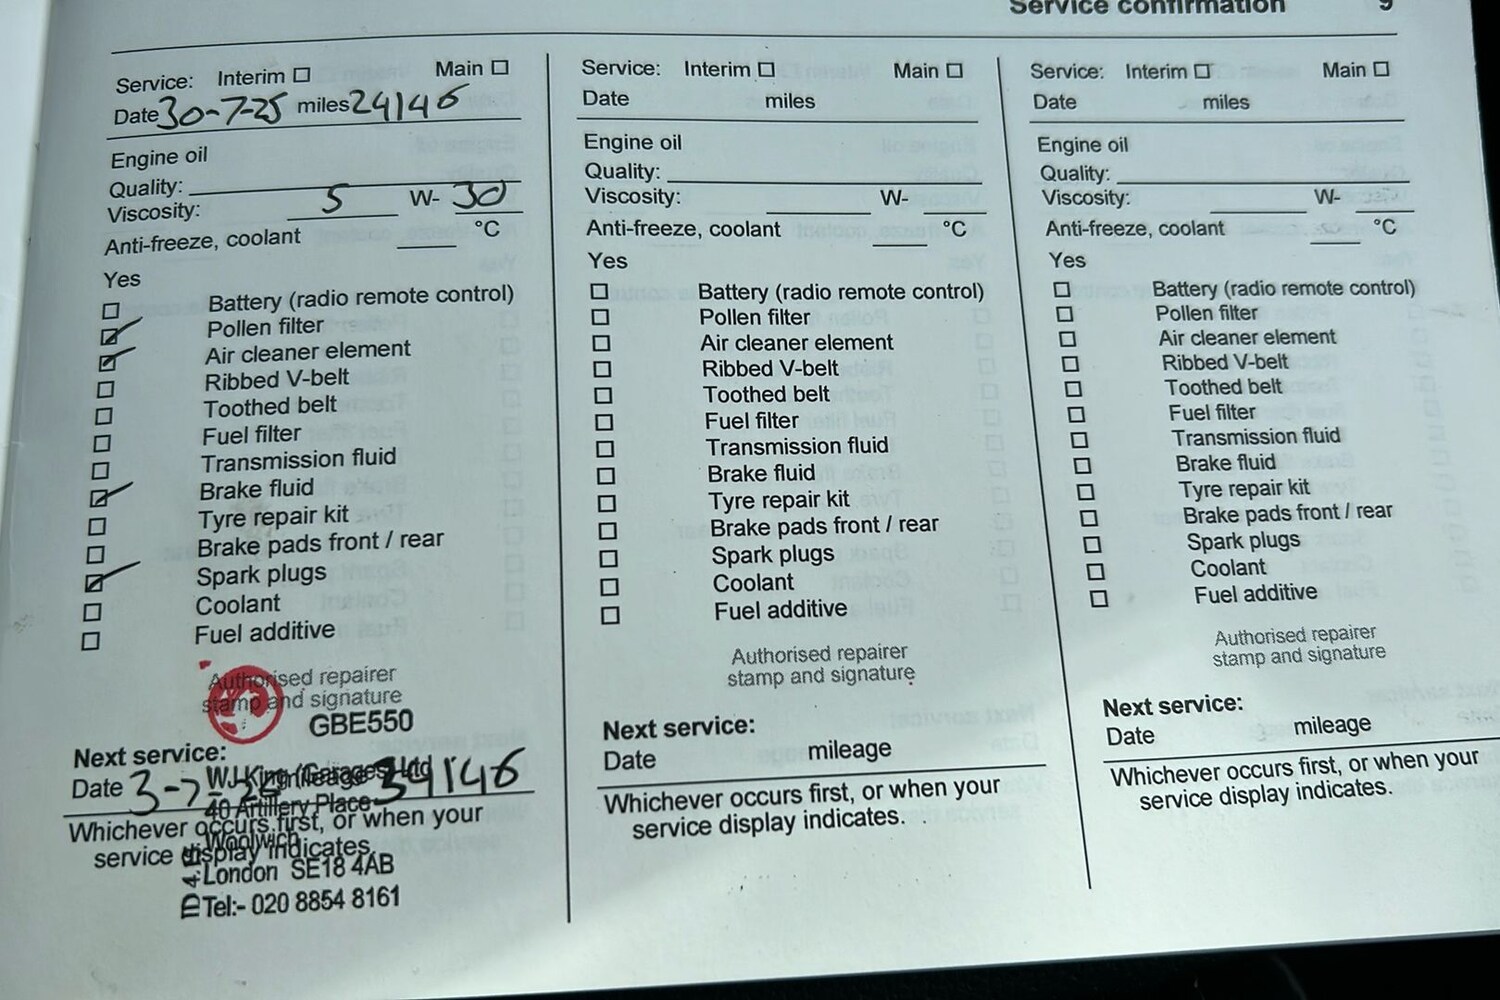 Service confirmation 9
Service: Interim Main
Date 30-7-25 miles 24146
Engine oil
Quality:
Viscosity: 5 W- 30
Anti-freeze, coolant °C
Yes
Battery (radio remote control)
Pollen filter
Air cleaner element
Ribbed V-belt
Toothed belt
Fuel filter
Transmission fluid
Brake fluid
Tyre repair kit
Brake pads front / rear
Spark plugs
Coolant
Fuel additive
Authorised repairer
stamp and signature
GBE550
Next service:
Date 34146
W.J.King (Garages) Ltd
40 Artillery Place
Whichever occurs first, or when your
Woolwich
service display indicates.
London SE18 4AB
Tel:- 020 8854 8161
Service: Interim Main
Date miles
Engine oil
Quality:
Viscosity: W-
Anti-freeze, coolant °C
Yes
Battery (radio remote control)
Pollen filter
Air cleaner element
Ribbed V-belt
Toothed belt
Fuel filter
Transmission fluid
Brake fluid
Tyre repair kit
Brake pads front / rear
Spark plugs
Coolant
Fuel additive
Authorised repairer
stamp and signature
Next service:
Date mileage
Whichever occurs first, or when your
service display indicates.
Service: Interim Main
Date miles
Engine oil
Quality:
Viscosity: W-
Anti-freeze, coolant °C
Yes
Battery (radio remote control)
Pollen filter
Air cleaner element
Ribbed V-belt
Toothed belt
Fuel filter
Transmission fluid
Brake fluid
Tyre repair kit
Brake pads front / rear
Spark plugs
Coolant
Fuel additive
Authorised repairer
stamp and signature
Next service:
Date mileage
Whichever occurs first, or when your
service display indicates.